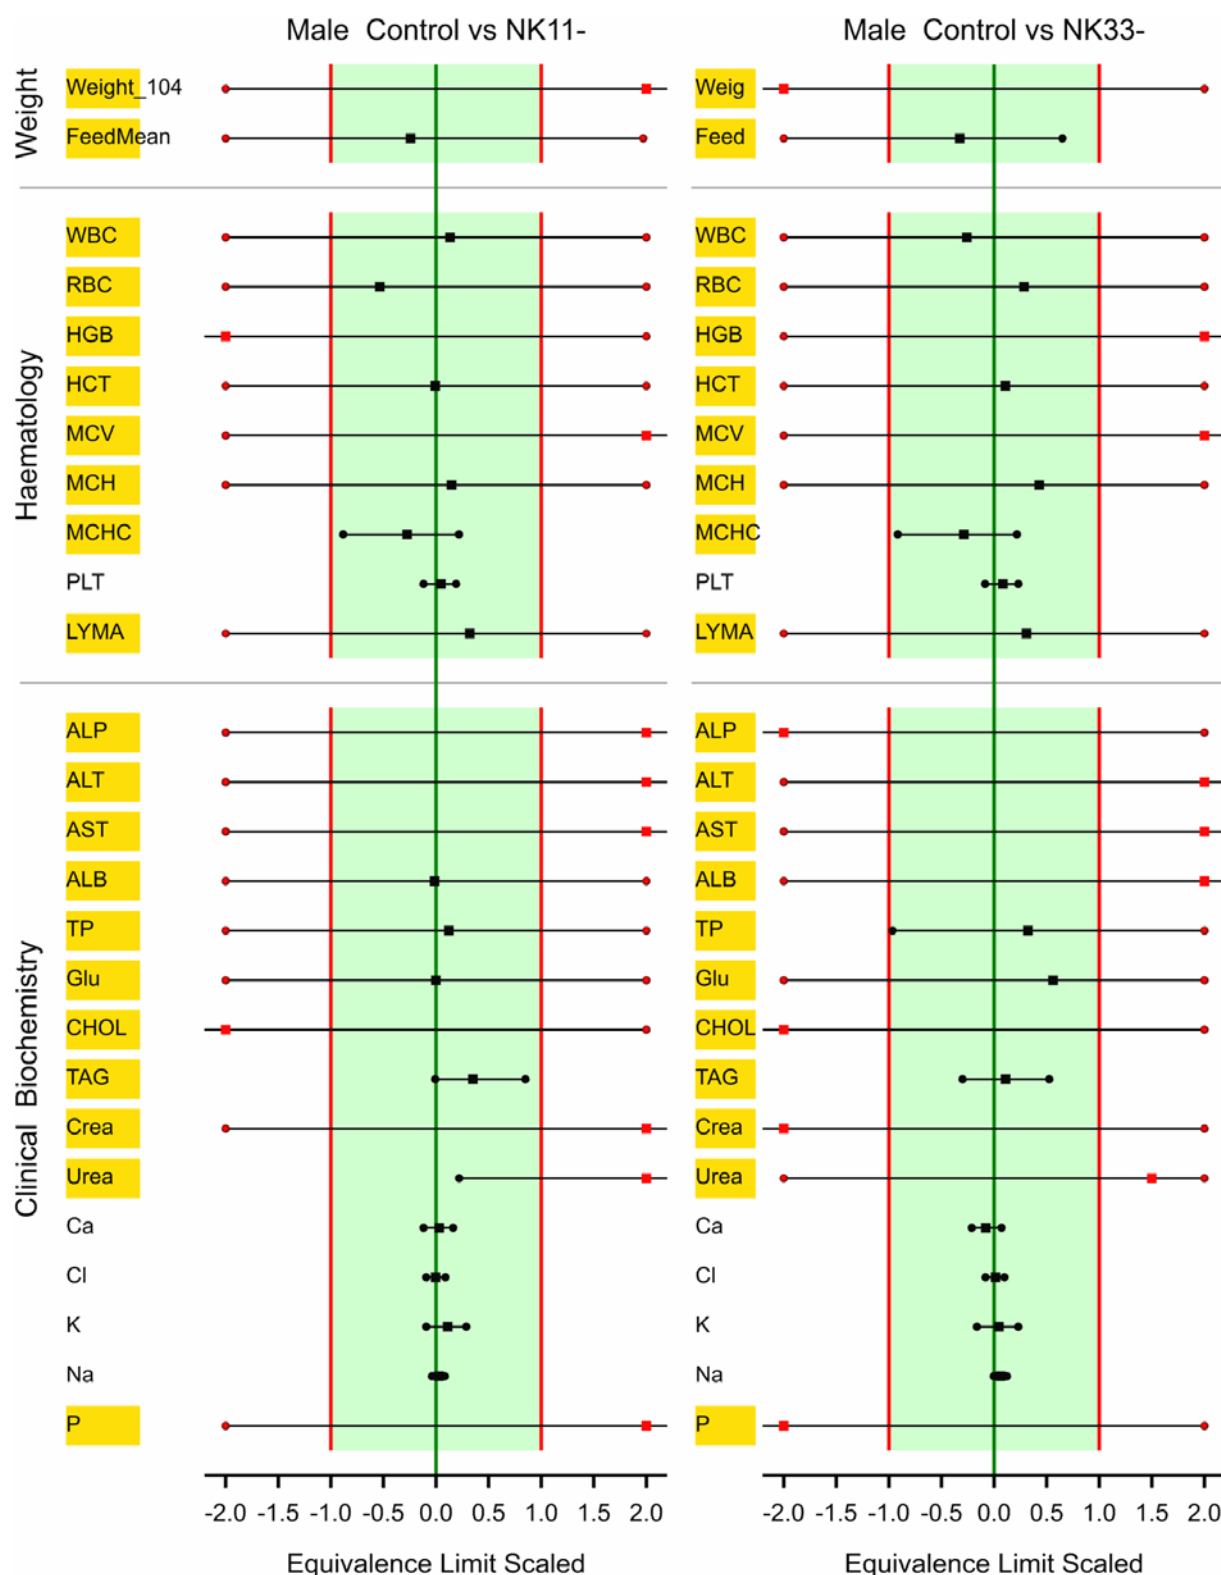 Male Control vs NK11- Male Control vs NK33-
Weight
Weight_104 Weig
FeedMean Feed
Haematology
WBC WBC
RBC RBC
HGB HGB
HCT HCT
MCV MCV
MCH MCH
MCHC MCHC
PLT PLT
LYMA LYMA
Clinical Biochemistry
ALP ALP
ALT ALT
AST AST
ALB ALB
TP TP
Glu Glu
CHOL CHOL
TAG TAG
Crea Crea
Urea Urea
Ca Ca
Cl Cl
K K
Na Na
P P
-2.0 -1.5 -1.0 -0.5 0.0 0.5 1.0 1.5 2.0 -2.0 -1.5 -1.0 -0.5 0.0 0.5 1.0 1.5 2.0
Equivalence Limit Scaled Equivalence Limit Scaled